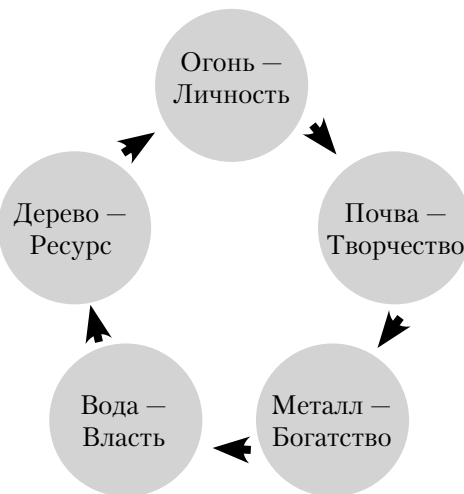 Огонь —
Личность
Дерево —
Ресурс
Почва —
Творчество
Вода —
Власть
Металл —
Богатство